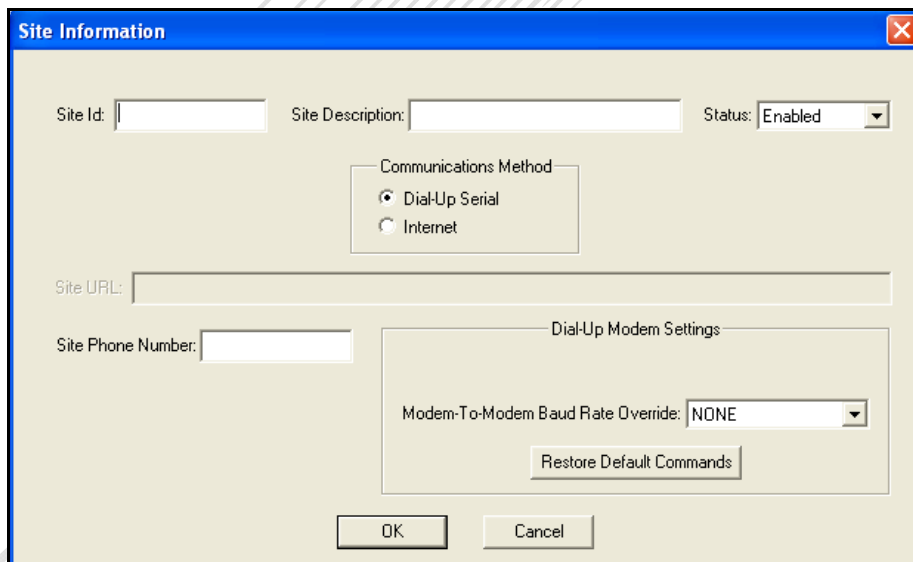 Site Information
Site Id: Site Description: Status: Enabled
Communications Method
Dial-Up Serial
Internet
Site URL:
Site Phone Number:
Dial-Up Modem Settings
Modem-To-Modem Baud Rate Override: NONE
Restore Default Commands
OK Cancel